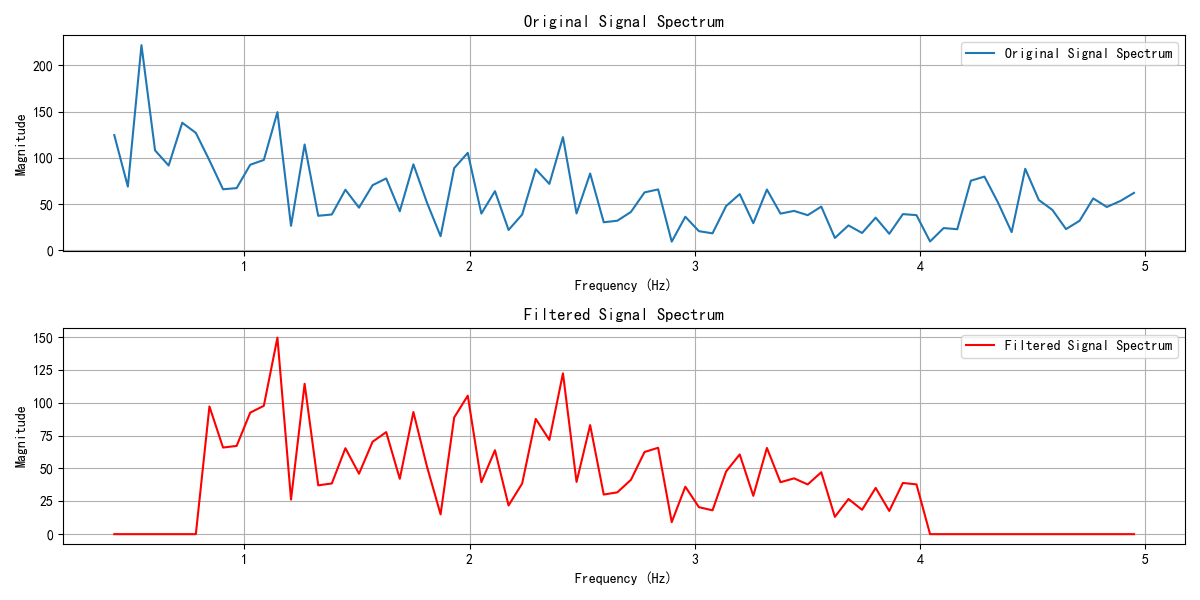 Original Signal Spectrum
Original Signal Spectrum
200
150
100
50
0
Magnitude
1 2 3 4 5
Frequency (Hz)
Filtered Signal Spectrum
Filtered Signal Spectrum
150
125
100
75
50
25
0
Magnitude
1 2 3 4 5
Frequency (Hz)